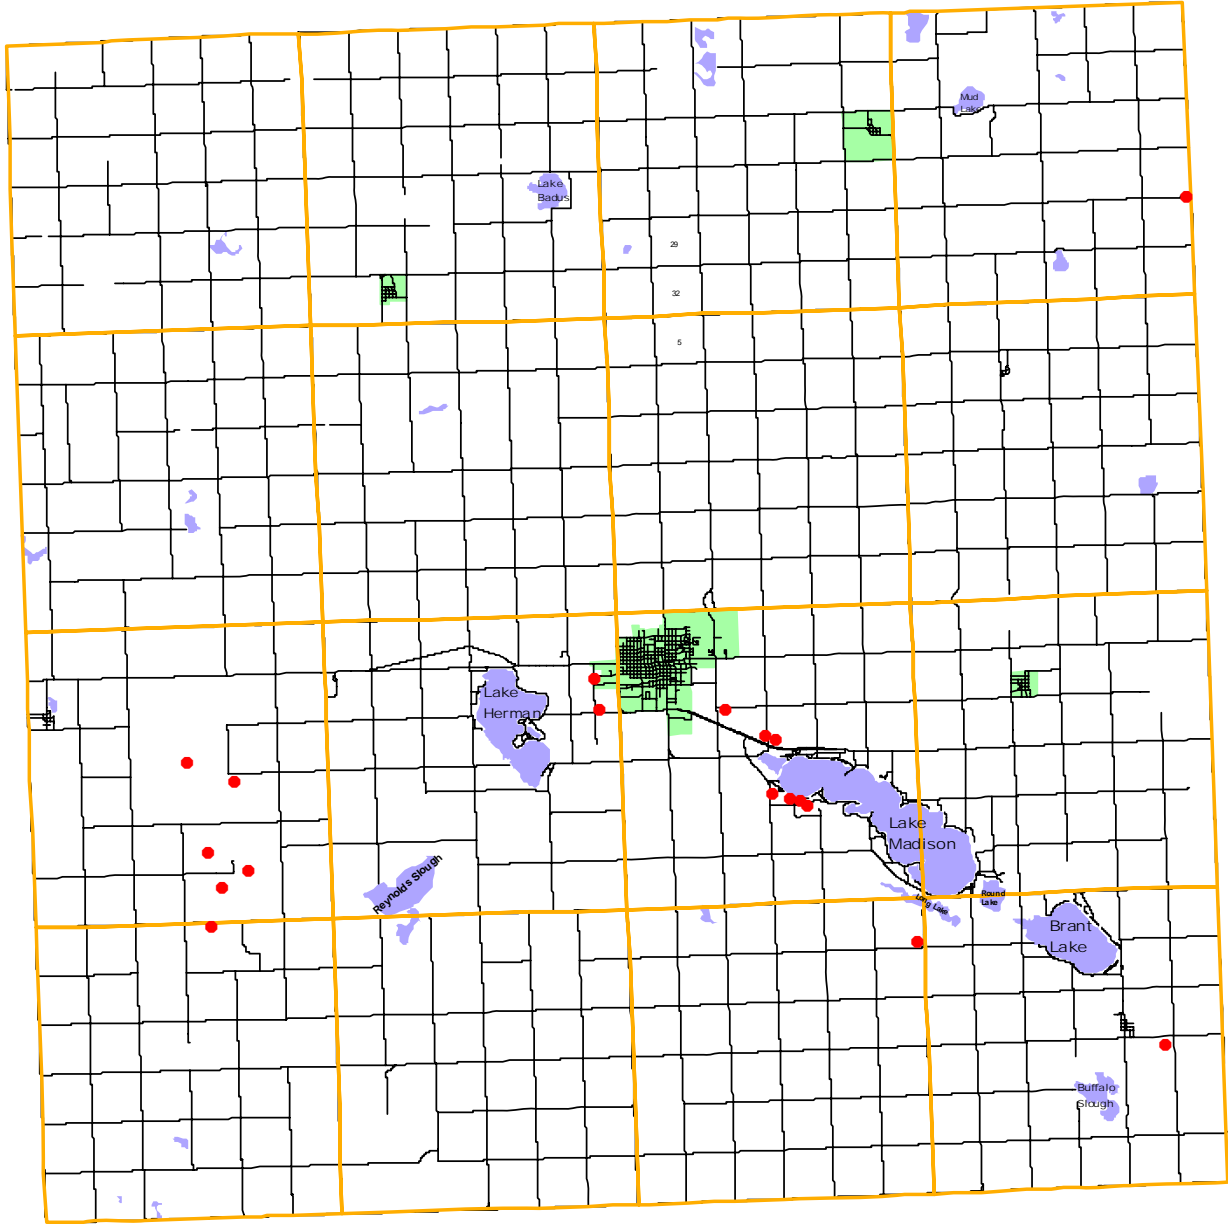 Mud
Lake
Lake
Badus
29
32
5
Lake
Herman
Lake
Madison
Reynolds Slough
Round
Lake
Long Lake
Brant
Lake
Buffalo
Slough